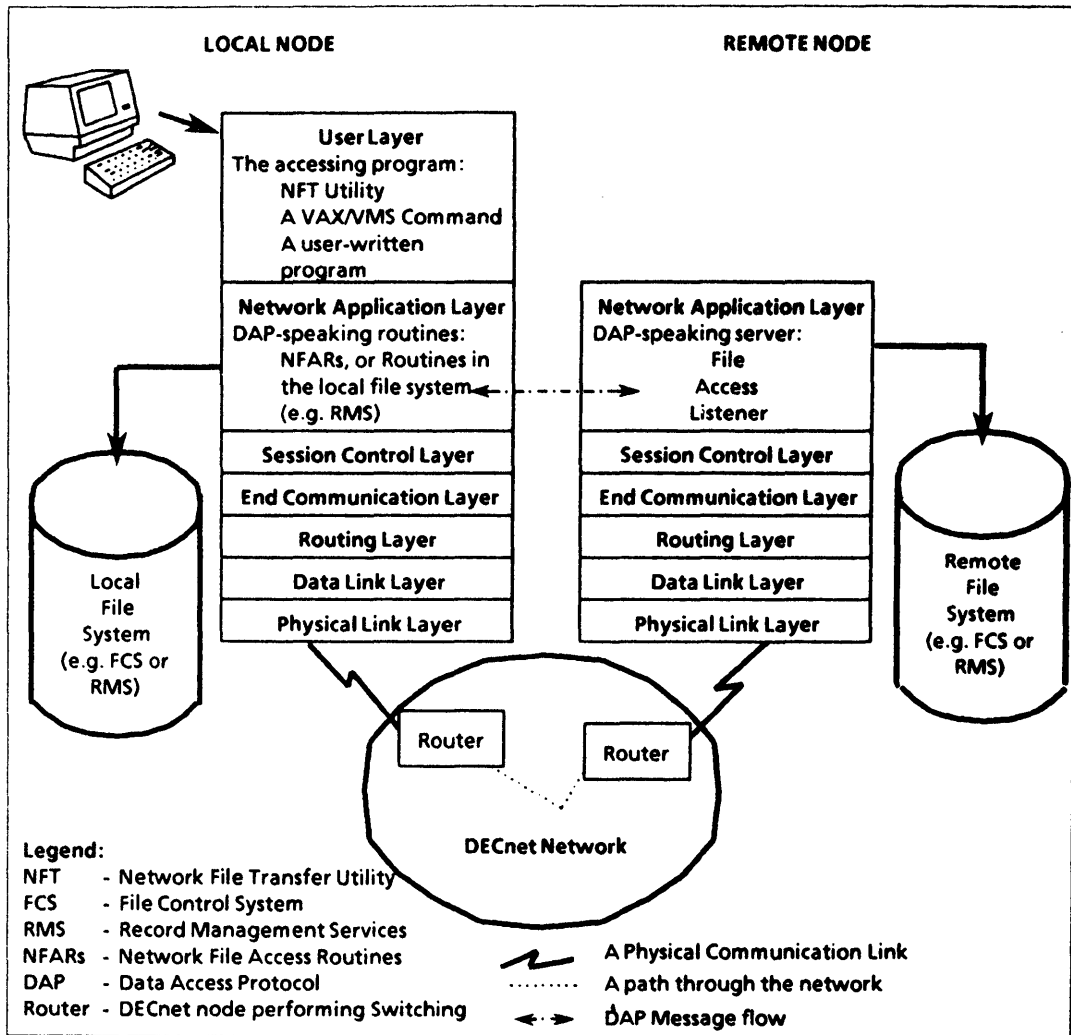 LOCAL NODE
REMOTE NODE
User Layer
The accessing program:
NFT Utility
A VAX/VMS Command
A user-written
program
Network Application Layer
DAP-speaking routines:
NFARs, or Routines in
the local file system
(e.g. RMS)
Session Control Layer
End Communication Layer
Routing Layer
Data Link Layer
Physical Link Layer
Network Application Layer
DAP-speaking server:
File
Access
Listener
Session Control Layer
End Communication Layer
Routing Layer
Data Link Layer
Physical Link Layer
Local
File
System
(e.g. FCS or
RMS)
Remote
File
System
(e.g. FCS or
RMS)
Router
Router
DECnet Network
Legend:
NFT - Network File Transfer Utility
FCS - File Control System
RMS - Record Management Services
NFARs - Network File Access Routines
DAP - Data Access Protocol
Router - DECnet node performing Switching
A Physical Communication Link
A path through the network
DAP Message flow